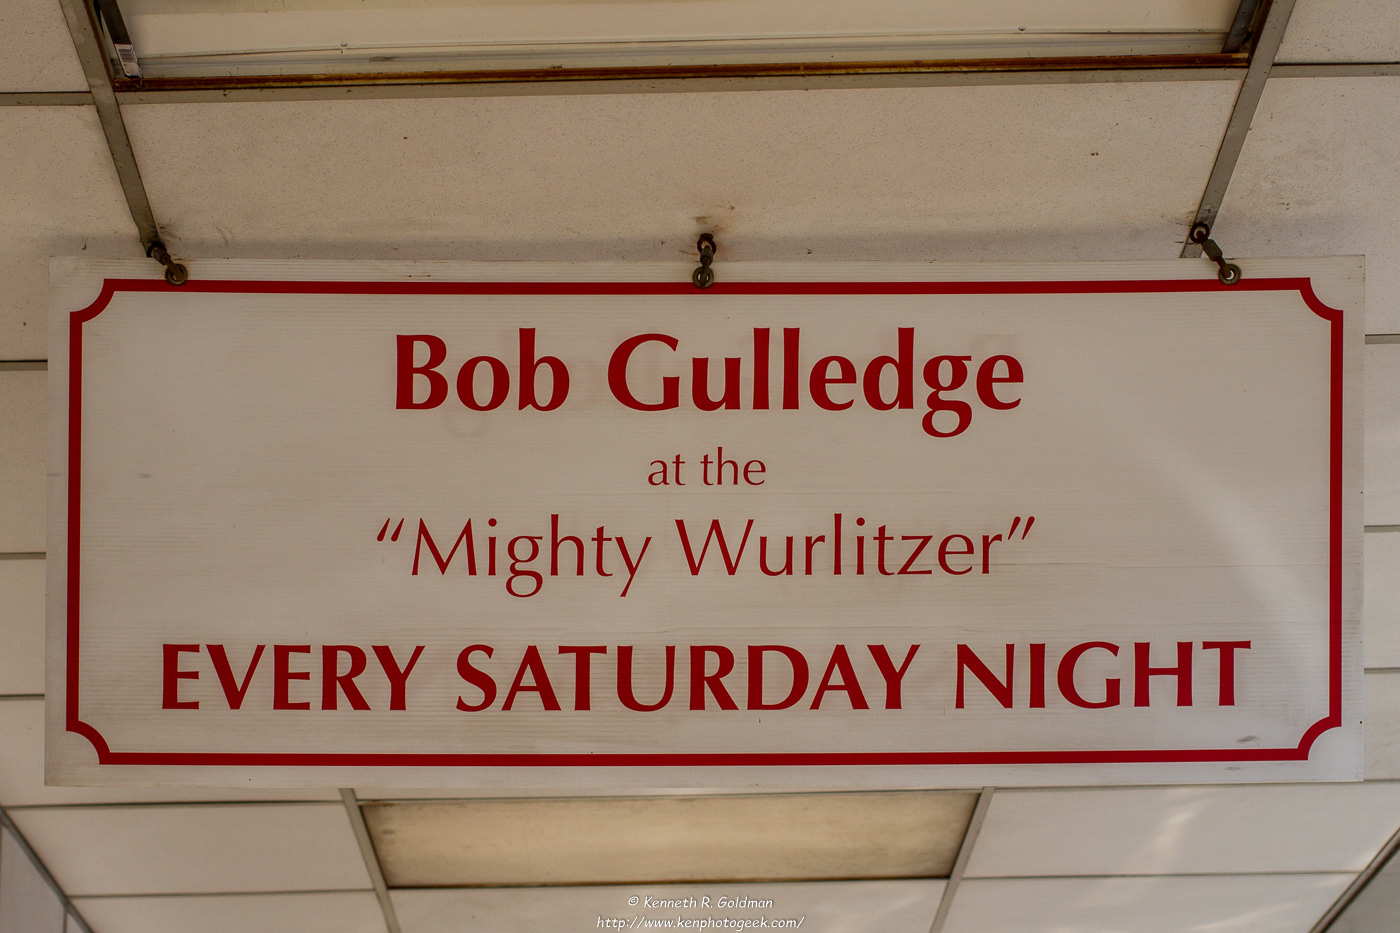 Bob Gulledge
at the
“Mighty Wurlitzer”
EVERY SATURDAY NIGHT
© Kenneth R. Goldman
http://www.kenphotogeek.com/